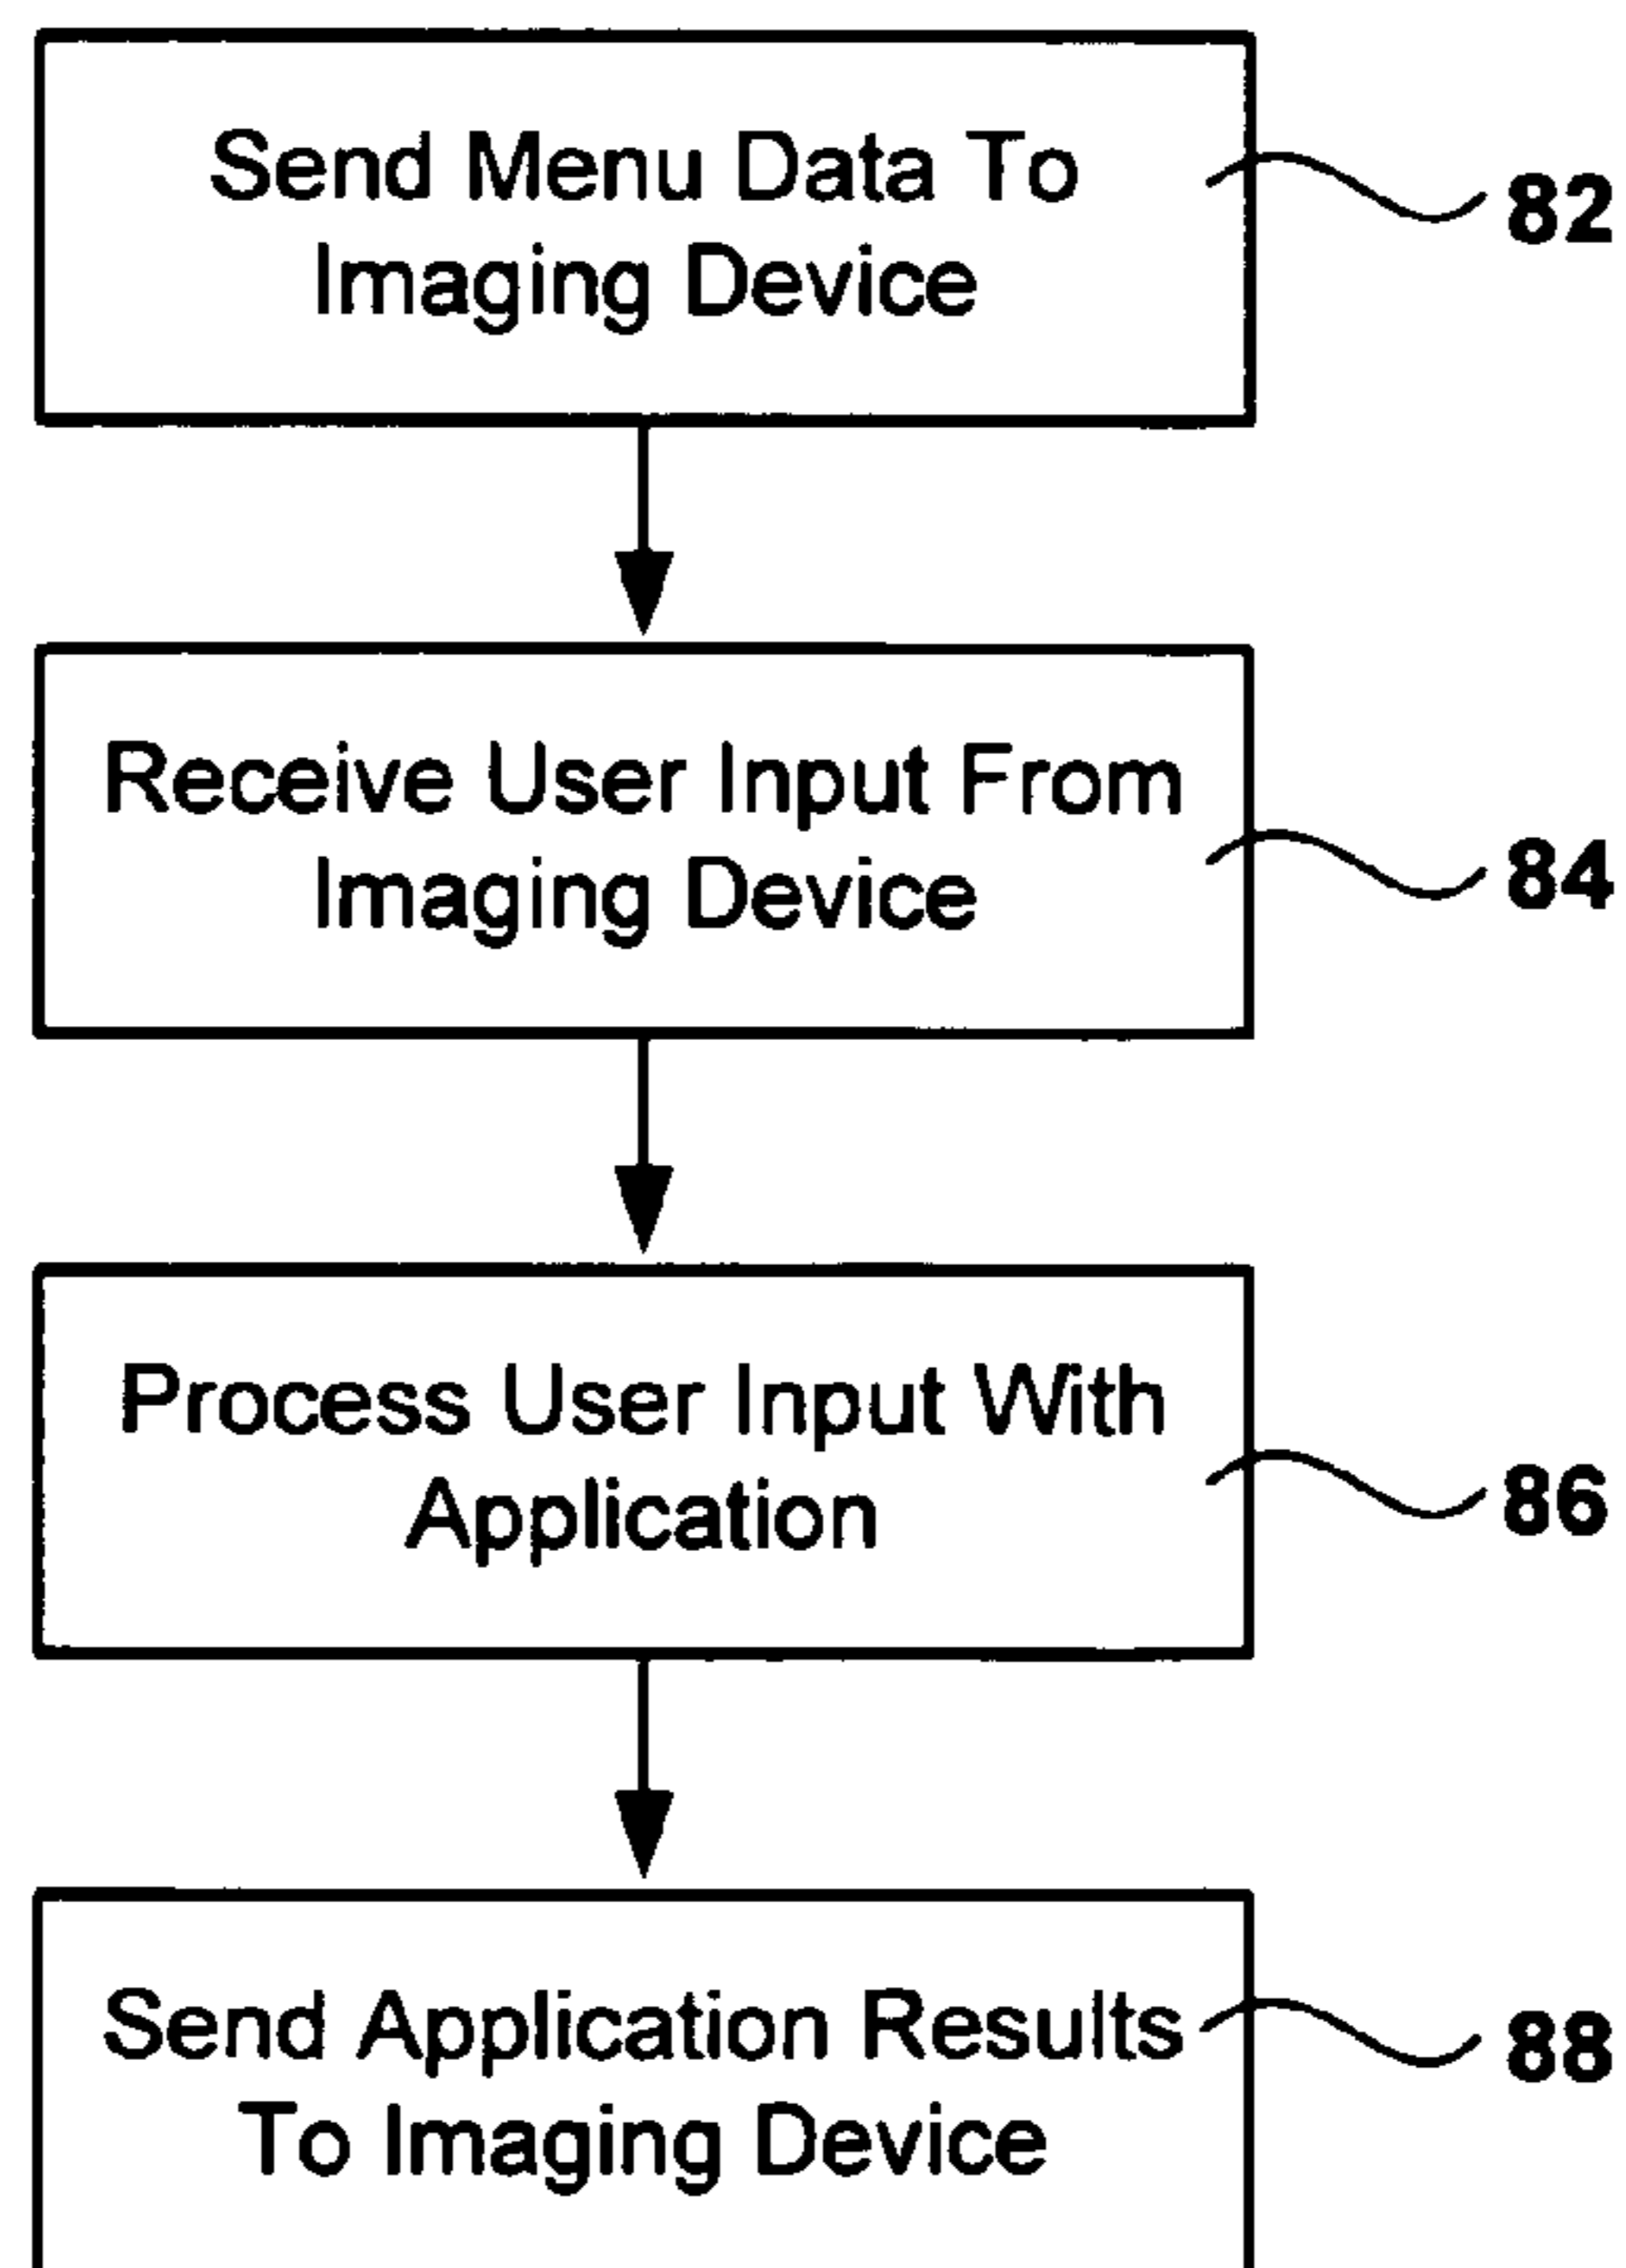 Send Menu Data To
Imaging Device
82
Receive User Input From
Imaging Device
84
Process User Input With
Application
86
Send Application Results
To Imaging Device
88